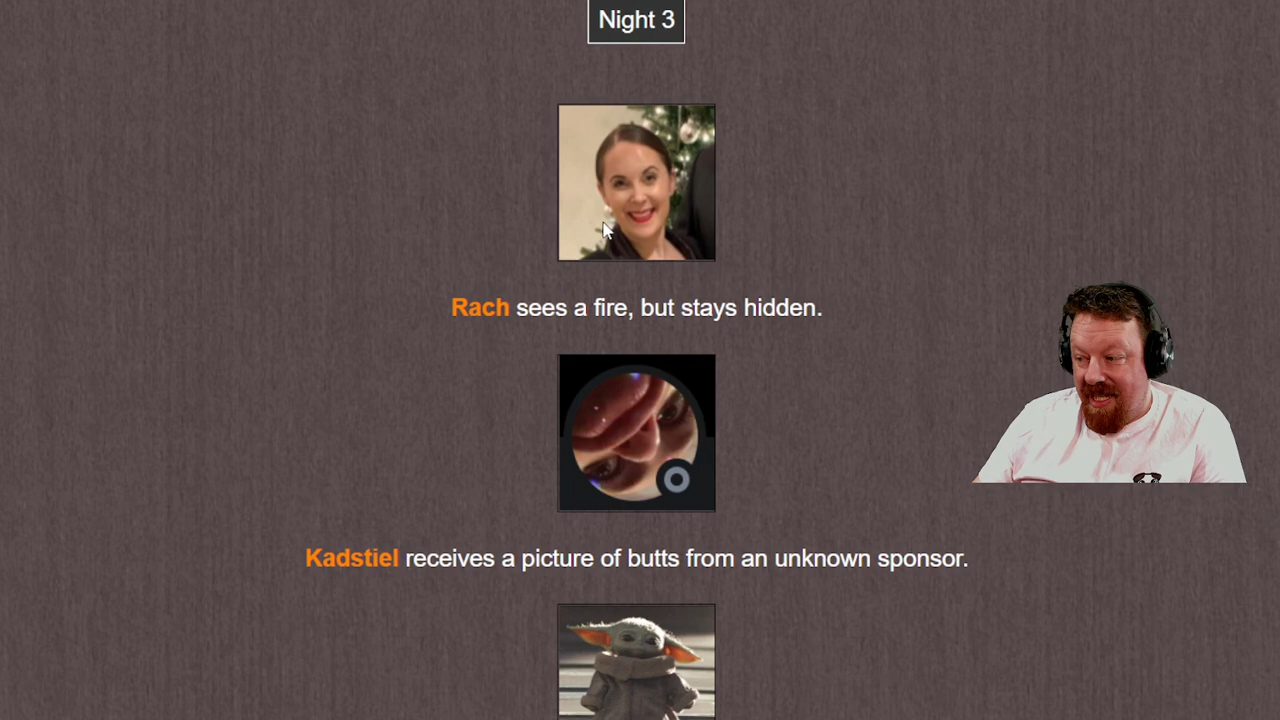 Night 3
Rach sees a fire, but stays hidden.
Kadstiel receives a picture of butts from an unknown sponsor.